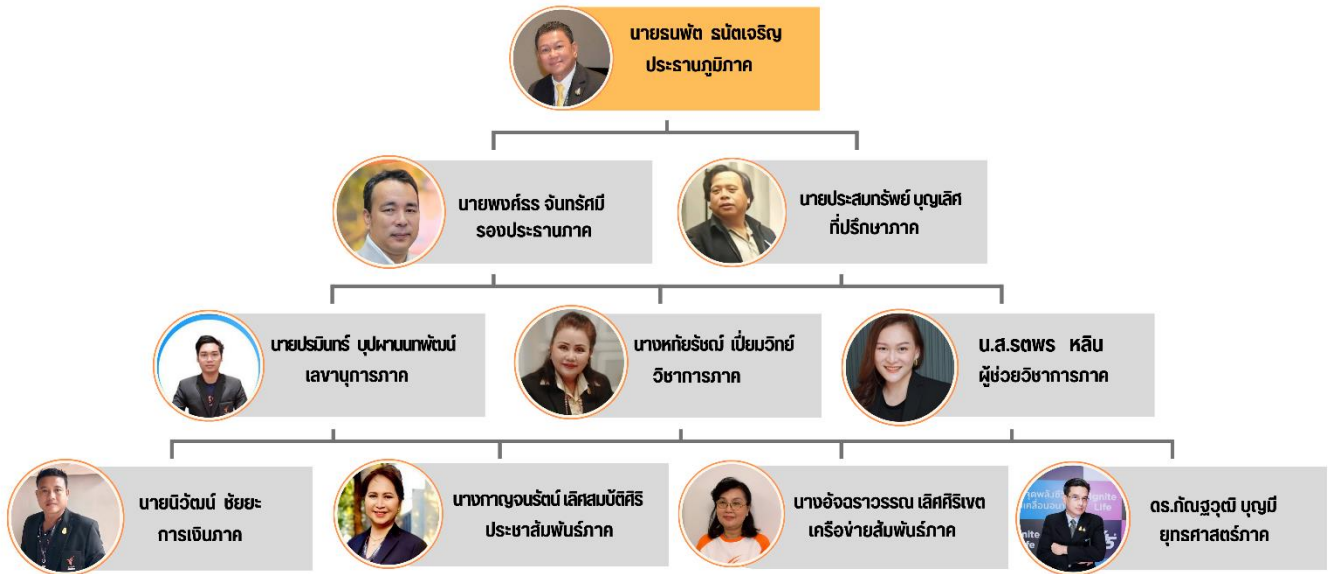 นายธนพัต ธนัตเจริญ
ประธานภูมิภาค
นายพงศ์ธร จันทรัศมี
รองประธานภาค
นายประสมทรัพย์ บุญเลิศ
ที่ปรึกษาภาค
นายปรมินทร์ บุปผานนทพัฒน์
เลขานุการภาค
นางหทัยรัชฌ์ เปี่ยมวิทย์
วิชาการภาค
น.ส.รตพร หลิน
ผู้ช่วยวิชาการภาค
นายนิวัฒน์ ชัยยะ
การเงินภาค
นางกาญจนรัตน์ เลิศสมบัติศิริ
ประชาสัมพันธ์ภาค
นางอัจฉราวรรณ เลิศศิริเขต
เครือข่ายสัมพันธ์ภาค
ดร.กัณฐวุฒิ บุญมี
ยุทธศาสตร์ภาค